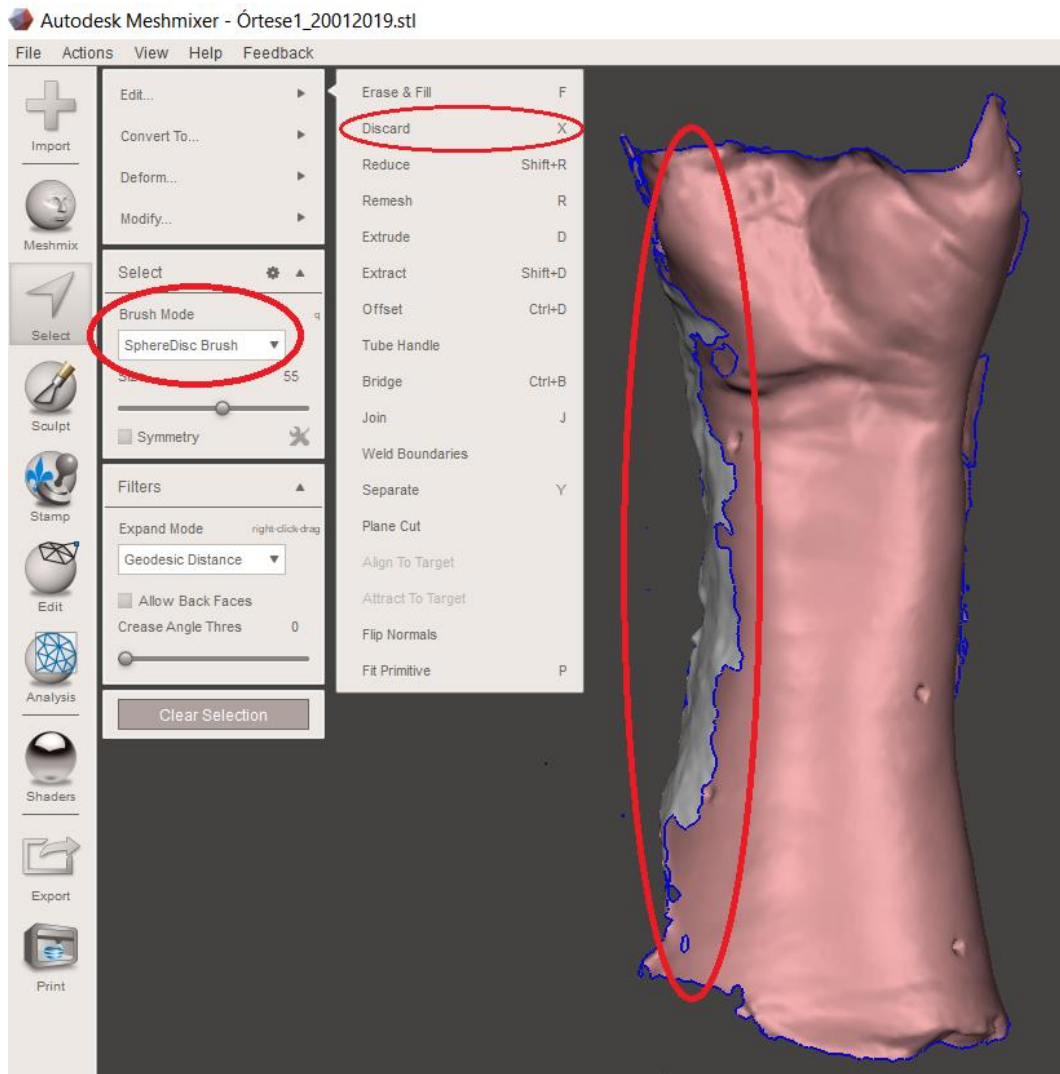 Autodesk Meshmixer - Órtese1_20012019.stl
File Actions View Help Feedback
Import
Meshmix
Select
Sculpt
Stamp
Edit
Analysis
Shaders
Export
Print
Edit...
Convert To...
Deform...
Modify...
Select
Brush Mode q
SphereDisc Brush
Size 55
Symmetry
Filters
Expand Mode right-click-drag
Geodesic Distance
Allow Back Faces
Crease Angle Thres 0
Clear Selection
Erase & Fill F
Discard X
Reduce Shift+R
Remesh R
Extrude D
Extract Shift+D
Offset Ctrl+D
Tube Handle
Bridge Ctrl+B
Join J
Weld Boundaries
Separate Y
Plane Cut
Align To Target
Attract To Target
Flip Normals
Fit Primitive P